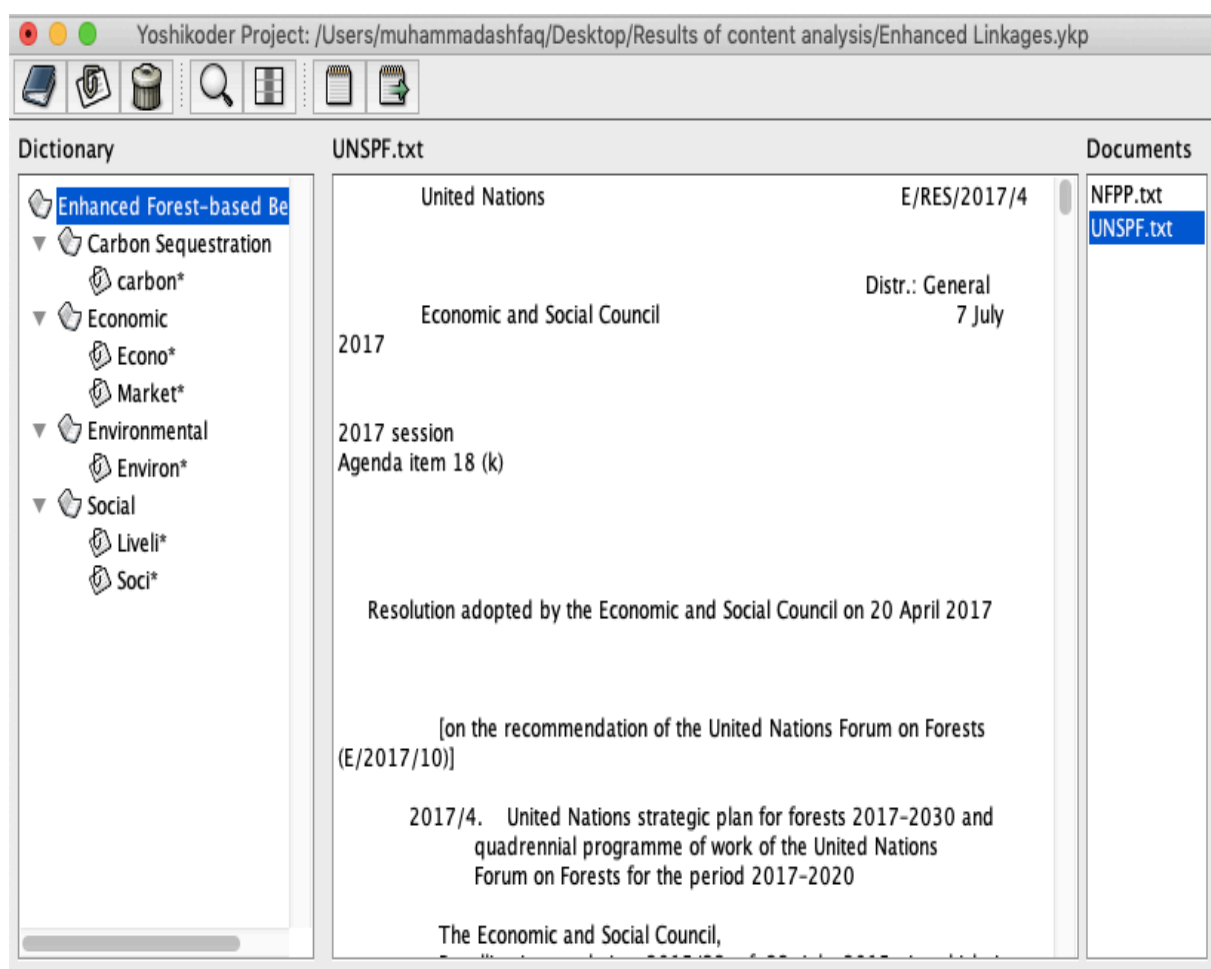 Yoshikoder Project: /Users/muhammadashfaq/Desktop/Results of content analysis/Enhanced Linkages.ykp
Dictionary
Enhanced Forest-based Be
Carbon Sequestration
carbon*
Economic
Econo*
Market*
Environmental
Environ*
Social
Liveli*
Soci*
UNSPF.txt
United Nations E/RES/2017/4
Distr.: General
Economic and Social Council 7 July
2017
2017 session
Agenda item 18 (k)
Resolution adopted by the Economic and Social Council on 20 April 2017
[on the recommendation of the United Nations Forum on Forests
(E/2017/10)]
2017/4. United Nations strategic plan for forests 2017-2030 and
quadrennial programme of work of the United Nations
Forum on Forests for the period 2017-2020
The Economic and Social Council,
Documents
NFPP.txt
UNSPF.txt